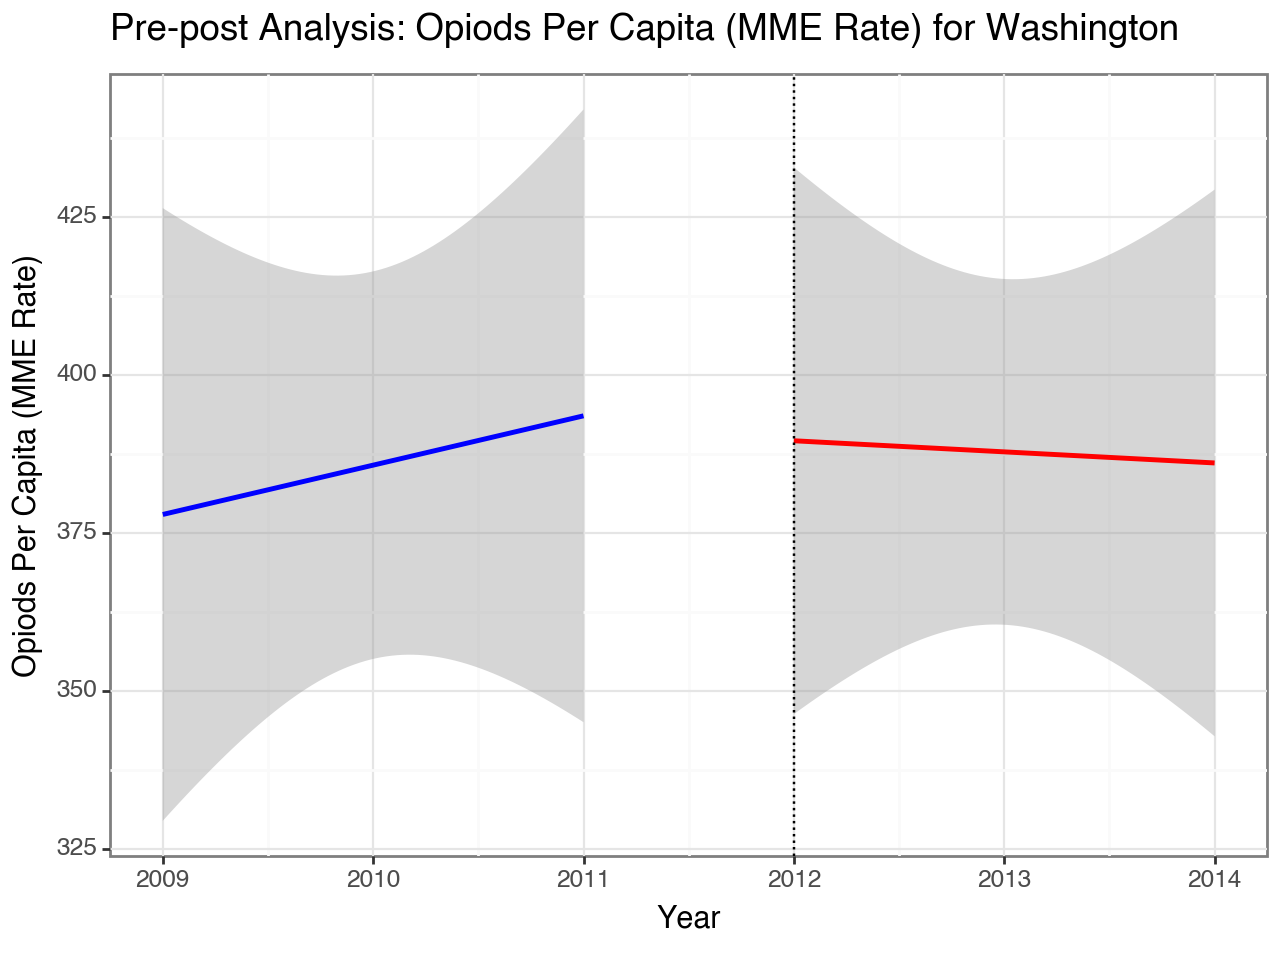 Pre-post Analysis: Opiods Per Capita (MME Rate) for Washington
Opiods Per Capita (MME Rate)
425
400
375
350
325
2009 2010 2011 2012 2013 2014
Year